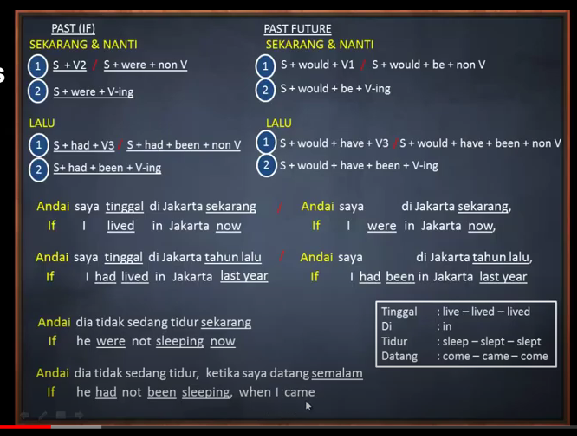 s
PAST (IF)
SEKARANG & NANTI
1 S + V2 / S + were + non V
2 S + were + V-ing
LALU
1 S + had + V3 / S + had + been + non V
2 S+ had + been + V-ing
PAST FUTURE
SEKARANG & NANTI
1 S + would + V1 / S + would + be + non V
2 S + would + be + V-ing
LALU
1 S + would + have + V3 /S + would + have + been + non V
2 S + would + have + been + V-ing
Andai saya tinggal di Jakarta sekarang / Andai saya di Jakarta sekarang,
If I lived in Jakarta now If I were in Jakarta now,
Andai saya tinggal di Jakarta tahun lalu / Andai saya di Jakarta tahun lalu,
If I had lived in Jakarta last year If I had been in Jakarta last year
Andai dia tidak sedang tidur sekarang
If he were not sleeping now
Andai dia tidak sedang tidur, ketika saya datang semalam
If he had not been sleeping, when I came
Tinggal : live – lived – lived
Di : in
Tidur : sleep – slept – slept
Datang : come – came – come